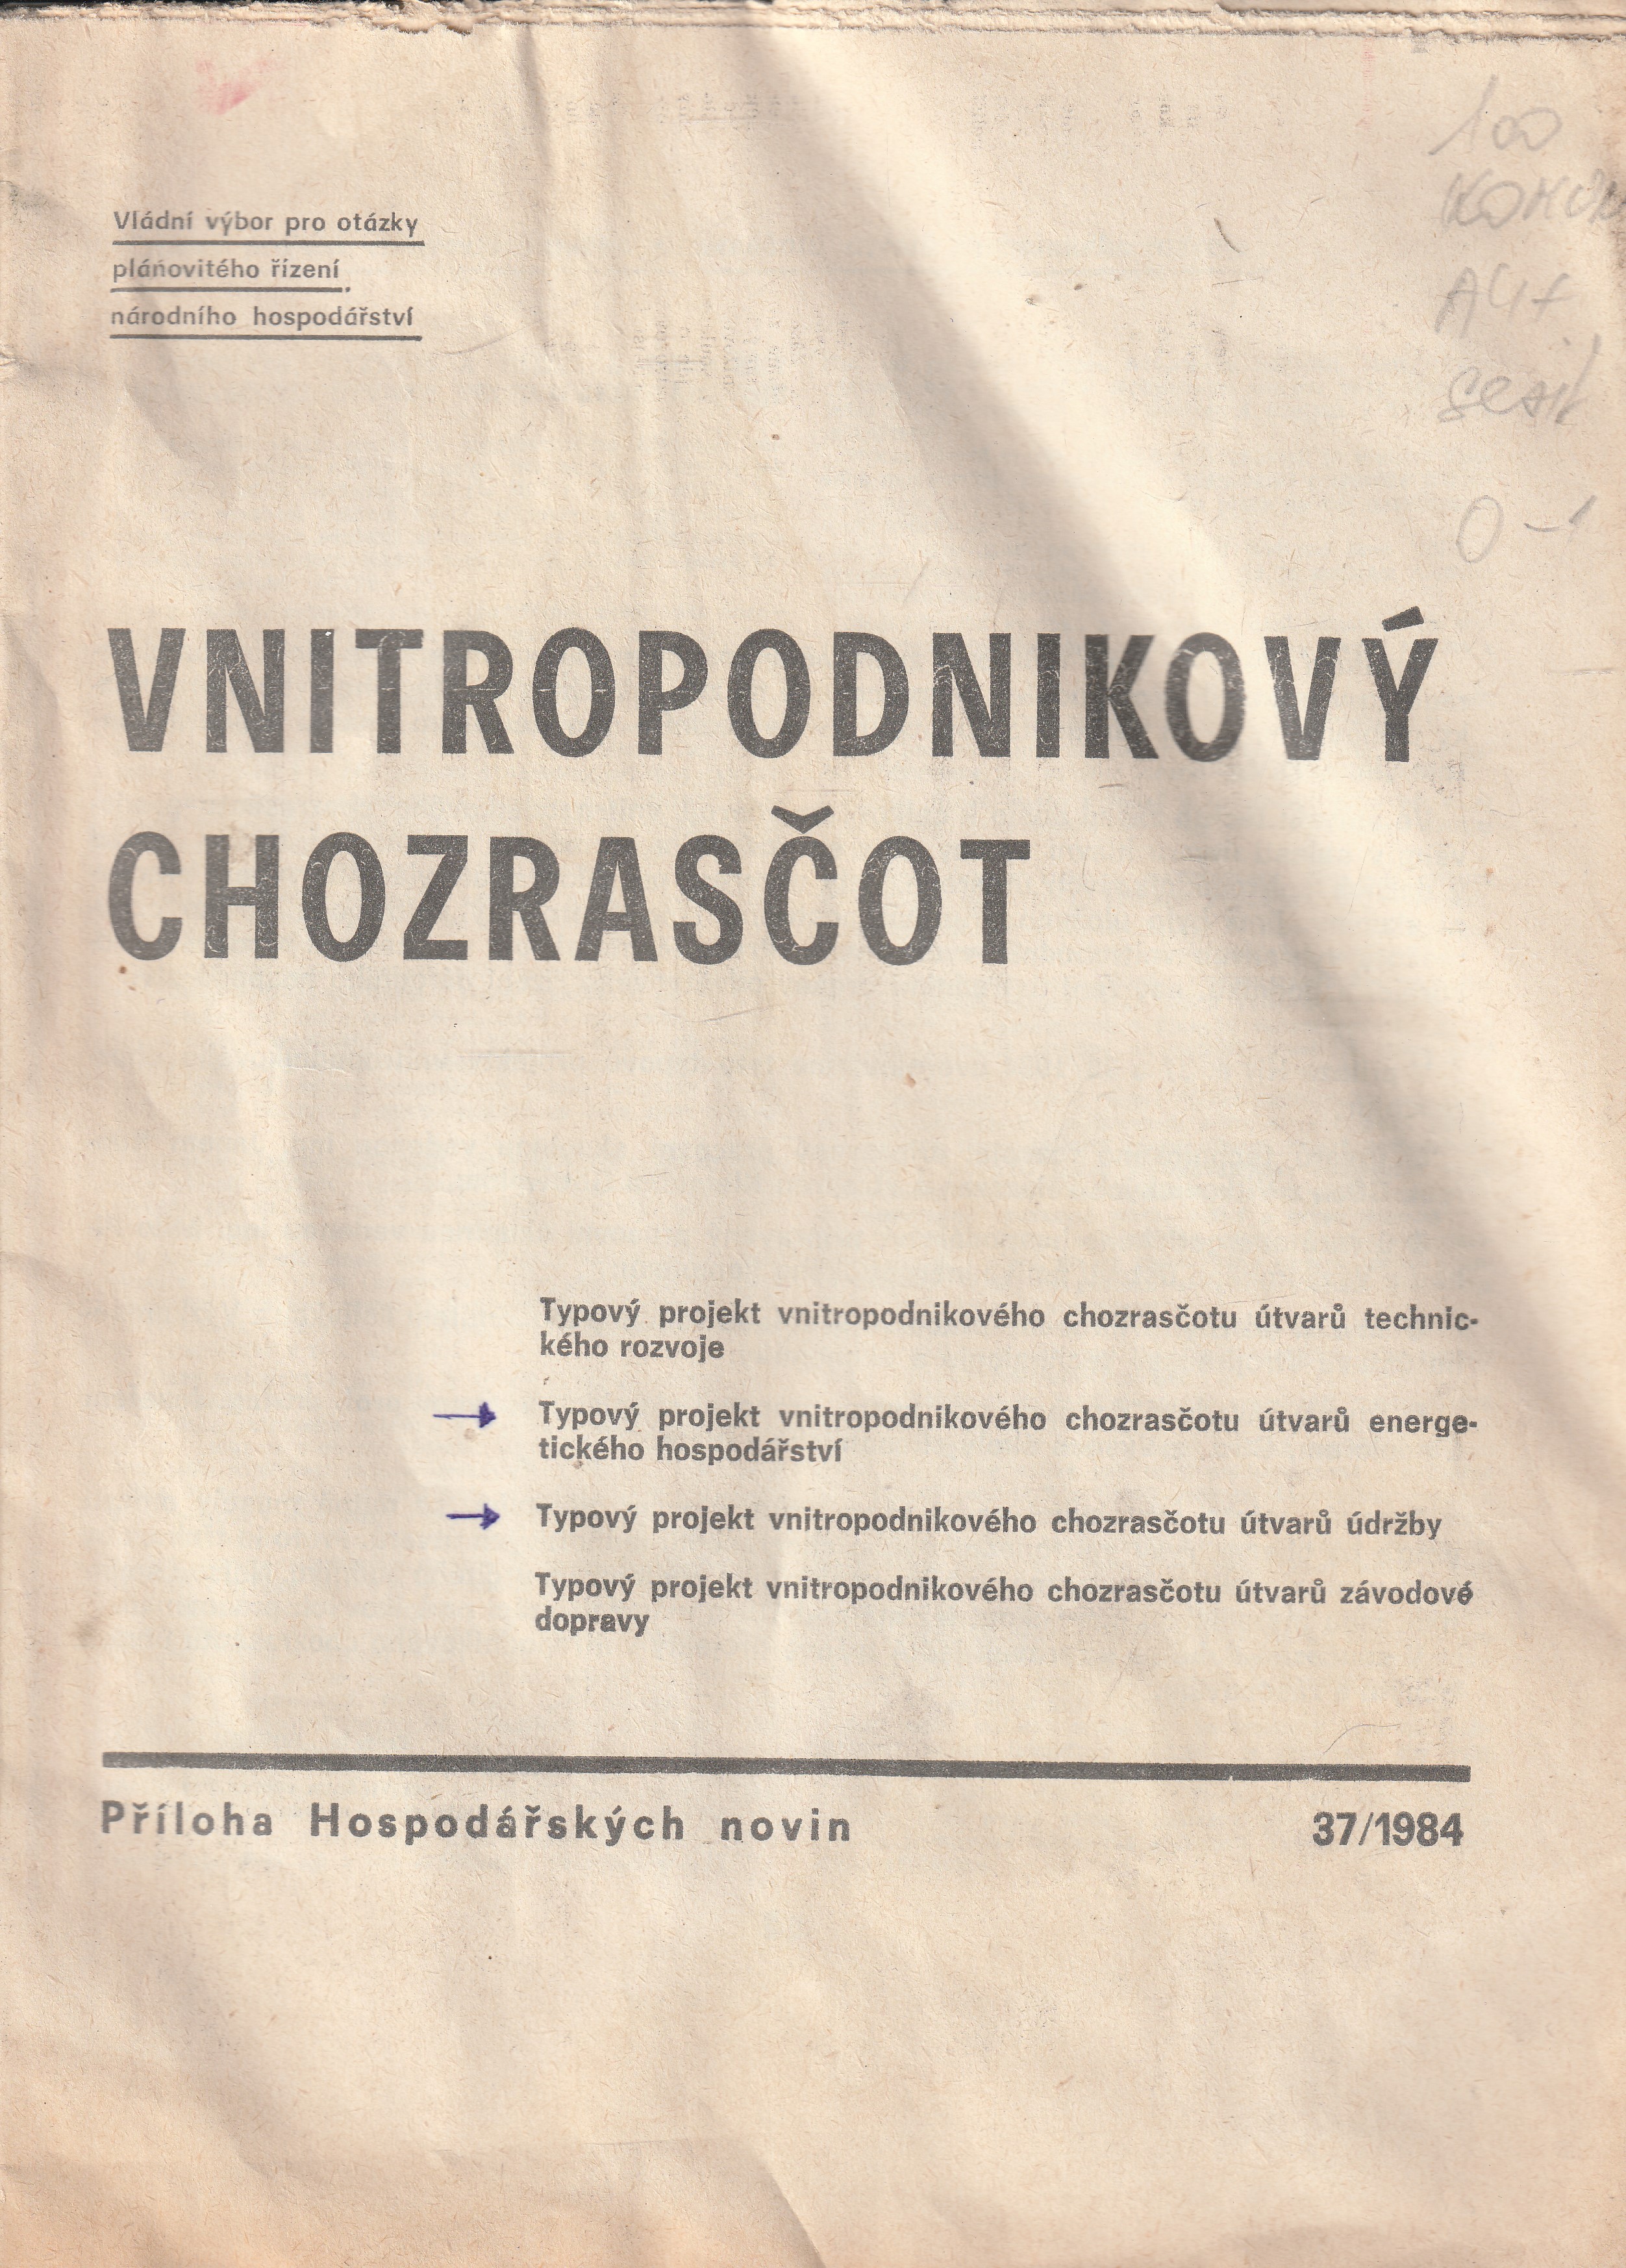 Vládní výbor pro otázky
plánovitého řízení
národního hospodářství
100
VNITROPODNIKOVÝ
CHOZRASČOT
Typový projekt vnitropodnikového chozrasčotu útvarů technic-
kého rozvoje
Typový projekt vnitropodnikového chozrasčotu útvarů energe-
tického hospodářství
Typový projekt vnitropodnikového chozrasčotu útvarů údržby
Typový projekt vnitropodnikového chozrasčotu útvarů závodové
dopravy
Příloha Hospodářských novin 37/1984